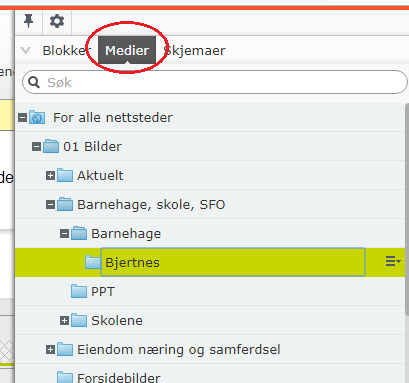 Blokker Medier Skjemaer
Søk
For alle nettsteder
01 Bilder
Aktuelt
de
Barnehage, skole, SFO
Barnehage
Bjertnes
PPT
Skolene
Eiendom næring og samferdsel
Forsidebilder